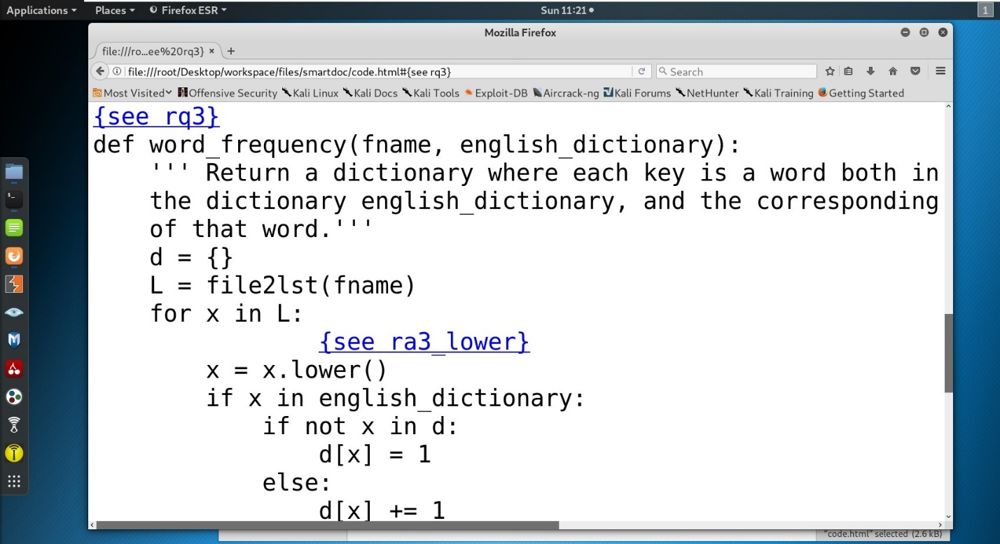 Applications Places Firefox ESR Sun 11:21 1
Mozilla Firefox
file:///ro...ee%20rq3} × +
file:///root/Desktop/workspace/files/smartdoc/code.html#{see rq3} Search
Most Visited Offensive Security Kali Linux Kali Docs Kali Tools Exploit-DB Aircrack-ng Kali Forums NetHunter Kali Training Getting Started
{see rq3}
def word_frequency(fname, english_dictionary):
    ''' Return a dictionary where each key is a word both in
    the dictionary english_dictionary, and the corresponding
    of that word.'''
    d = {}
    L = file2lst(fname)
    for x in L:
                {see ra3_lower}
        x = x.lower()
        if x in english_dictionary:
            if not x in d:
                d[x] = 1
            else:
                d[x] += 1
"code.html" selected (2.6 kB)